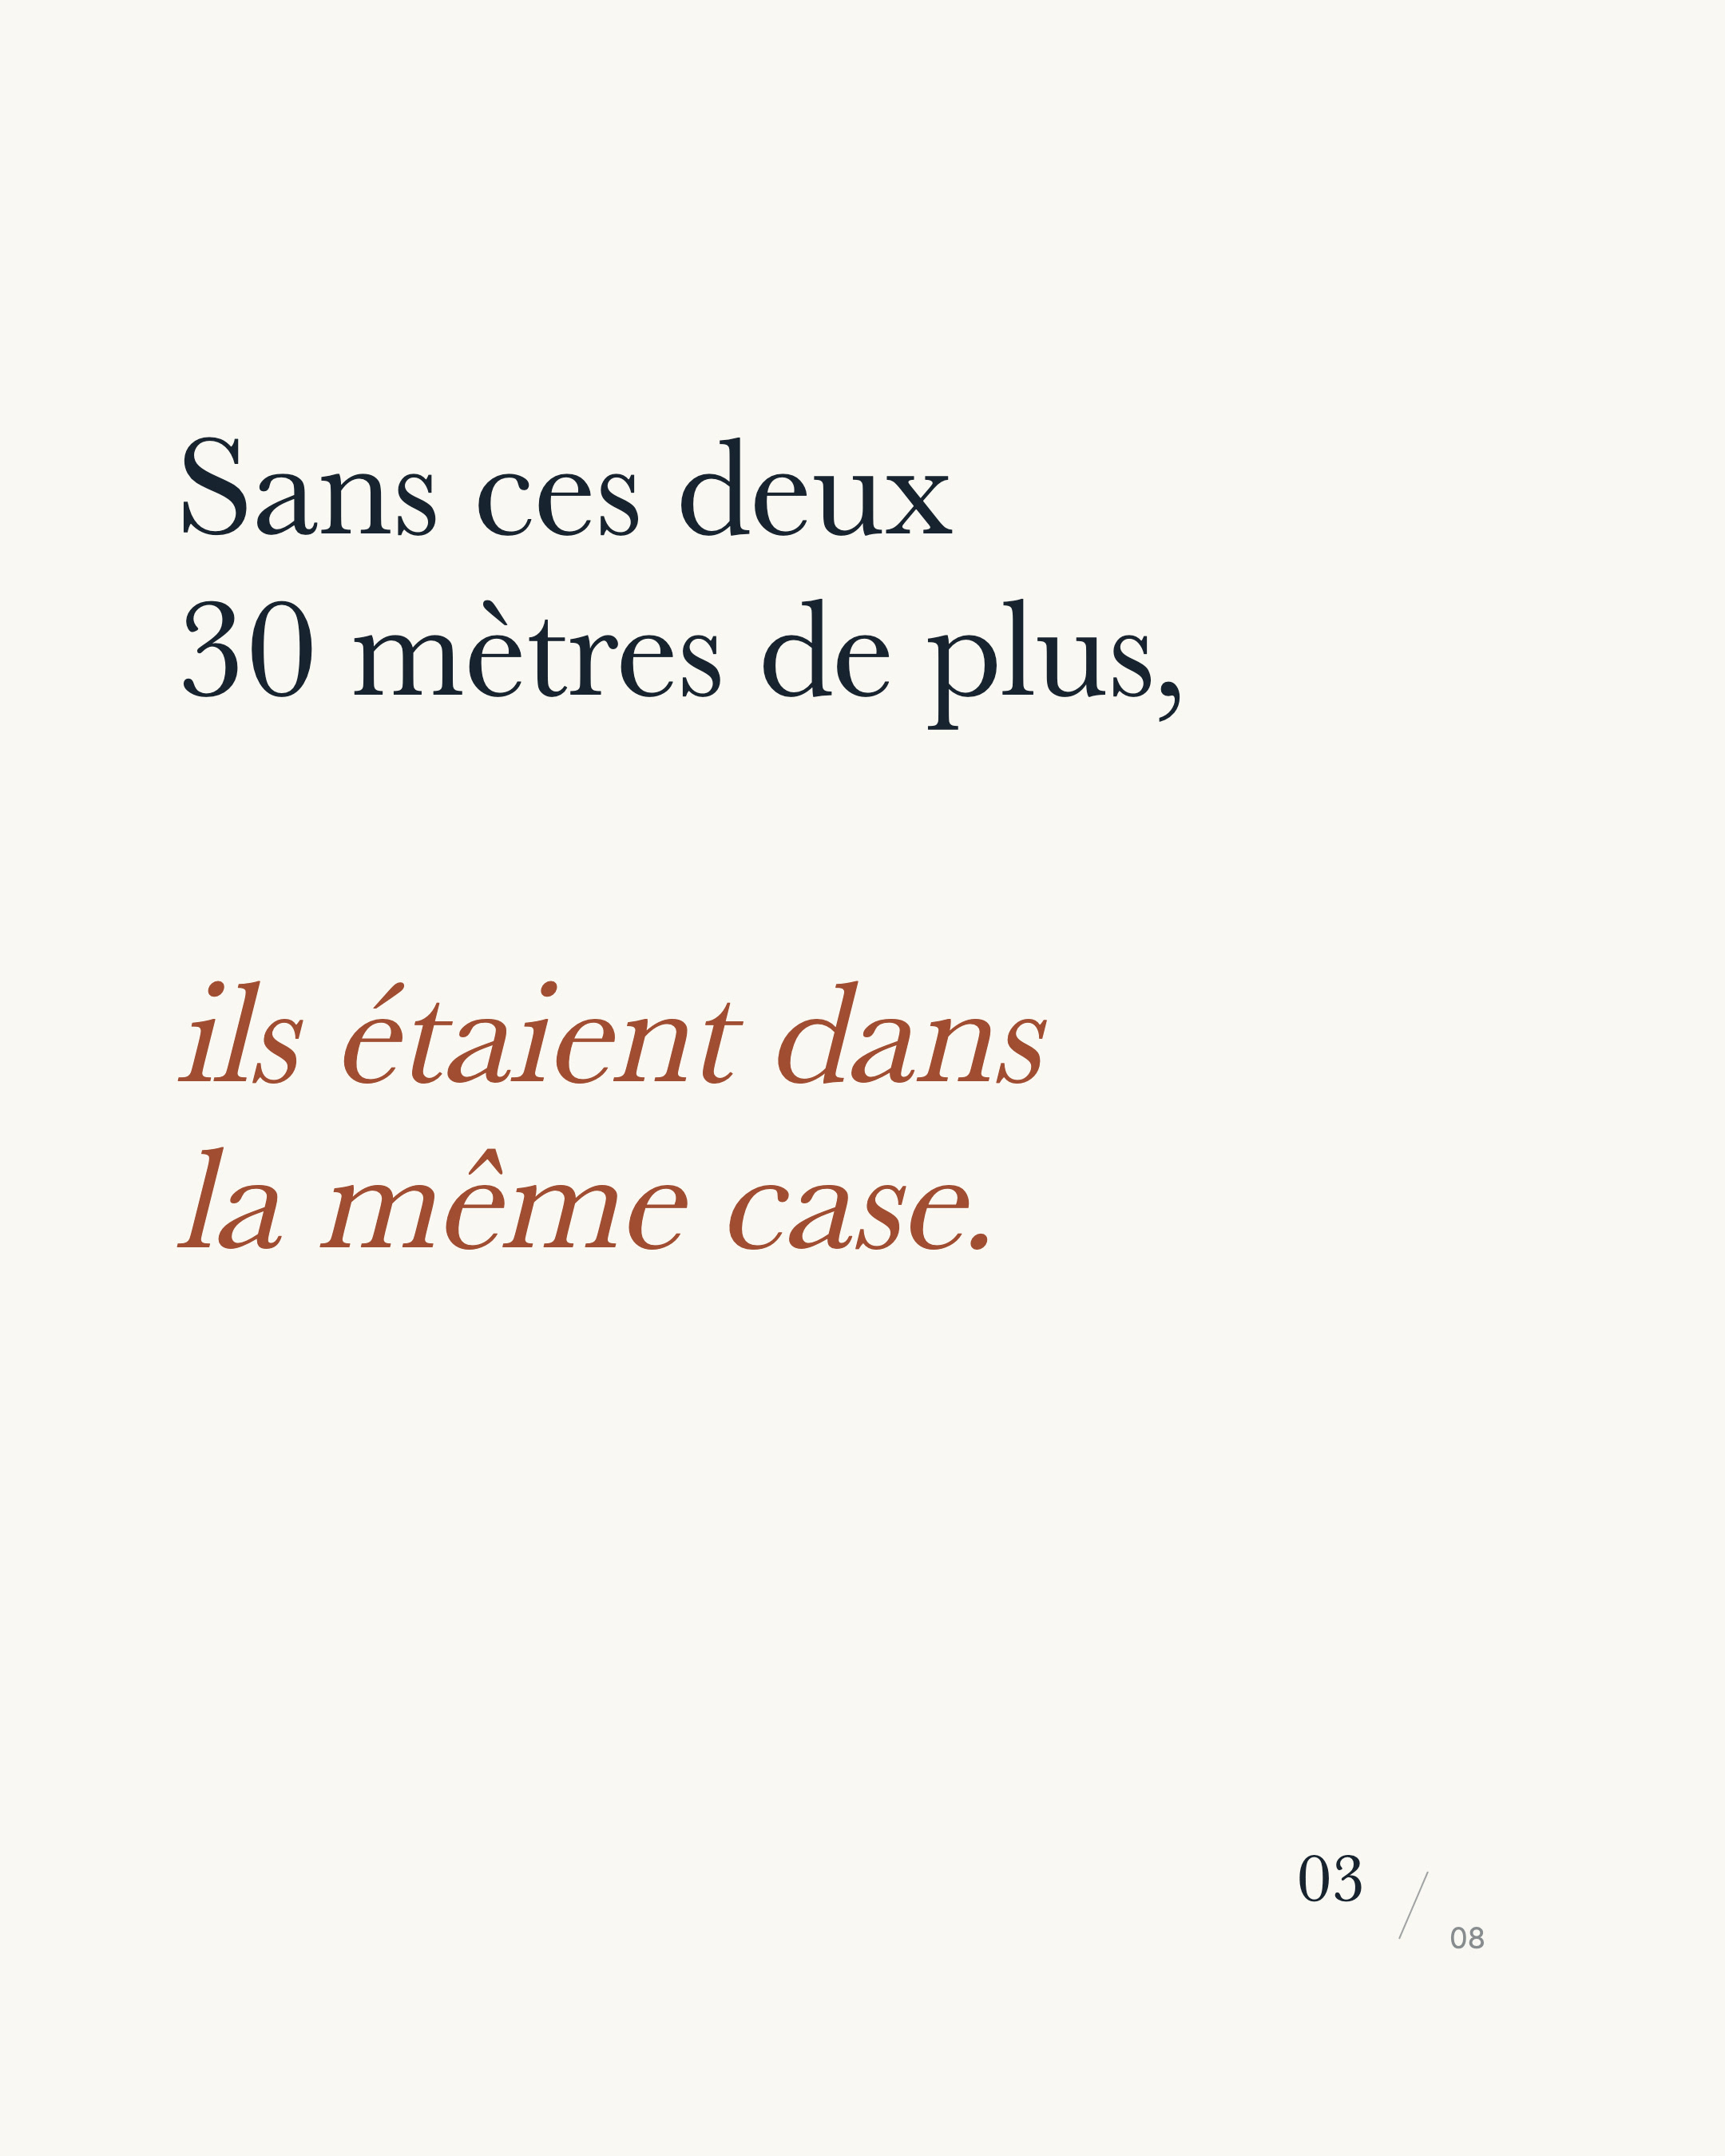 Sans ces deux
30 mètres de plus,
ils étaient dans
la même case.
03 / 08